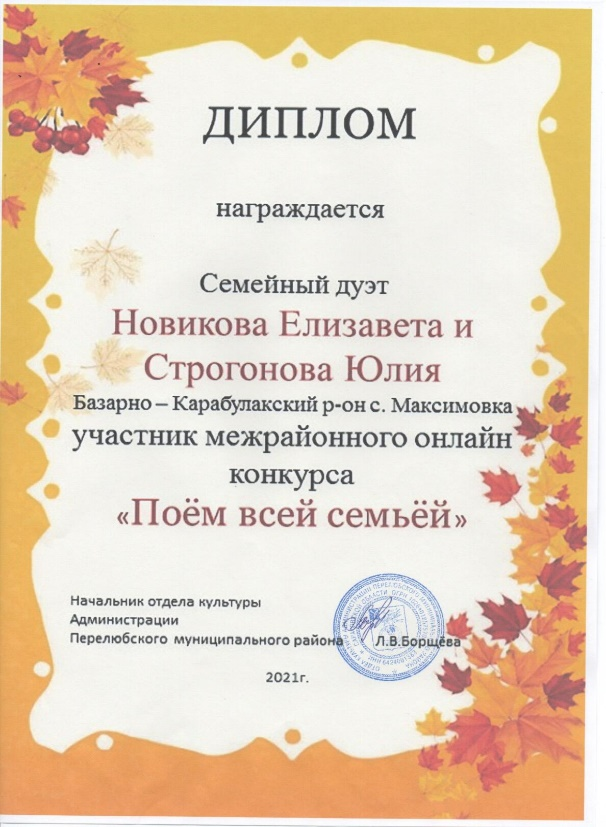 ДИПЛОМ
награждается
Семейный дуэт
Новикова Елизавета и
Строгонова Юлия
Базарно – Карабулакский р-он с. Максимовка
участник межрайонного онлайн
конкурса
«Поём всей семьёй»
Начальник отдела культуры
Администрации
Перелюбского муниципального района Л.В.Борщёва
2021г.